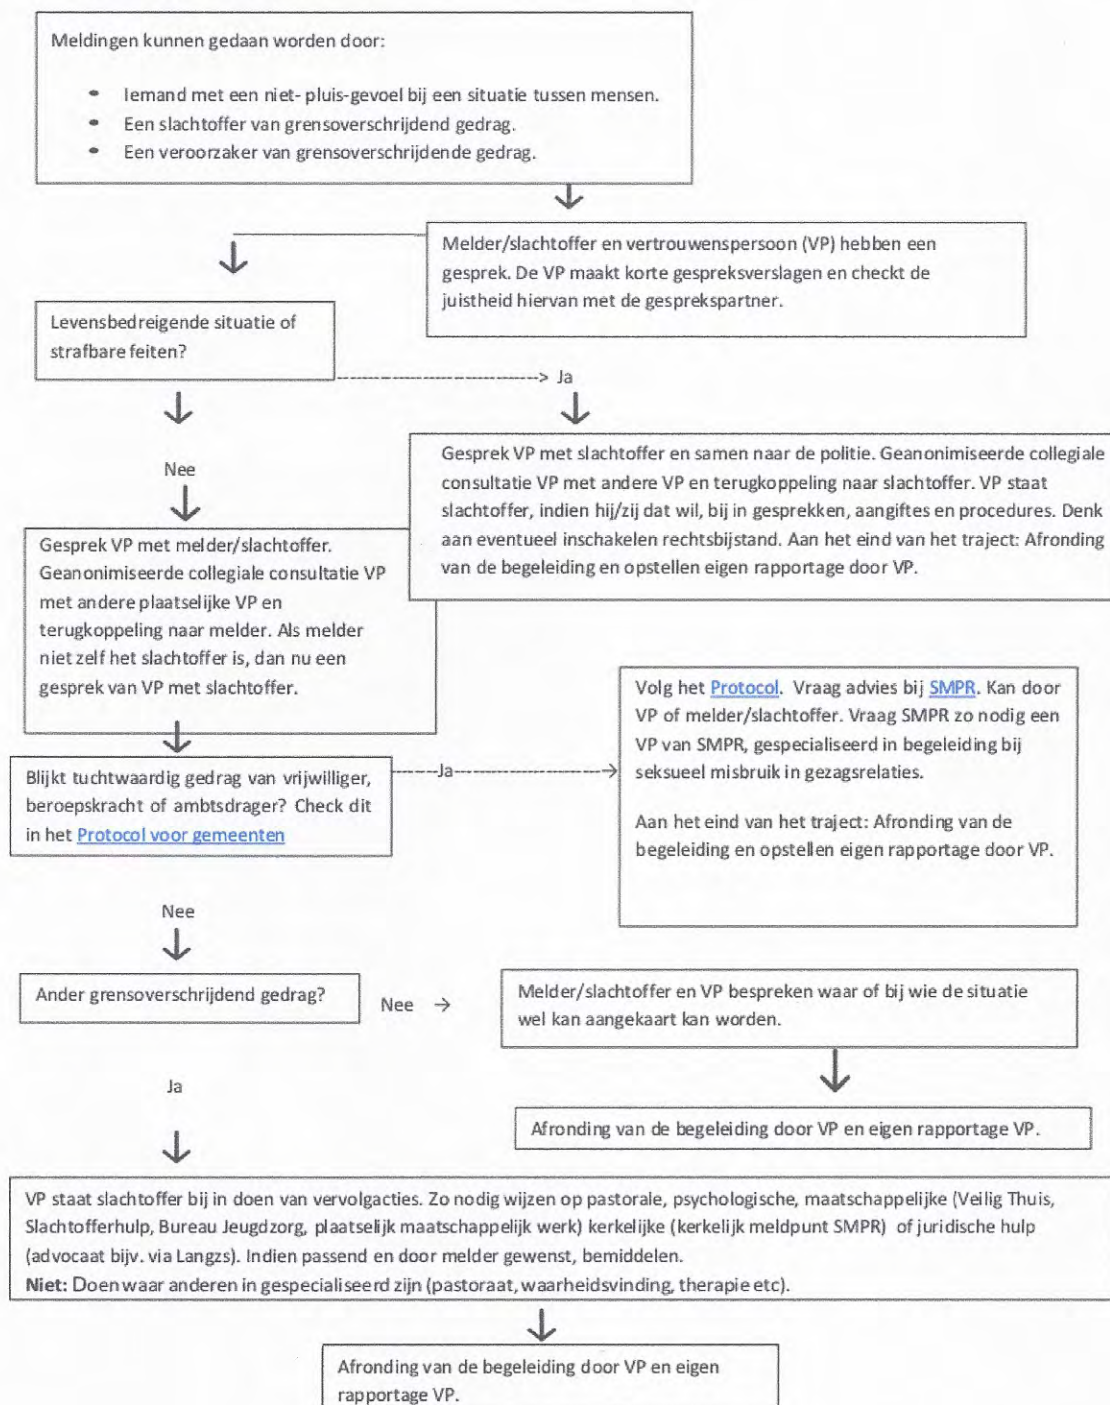 Meldingen kunnen gedaan worden door:
• Iemand met een niet- pluis-gevoel bij een situatie tussen mensen.
• Een slachtoffer van grensoverschrijdend gedrag.
• Een veroorzaker van grensoverschrijdende gedrag.
Melder/slachtoffer en vertrouwenspersoon (VP) hebben een
gesprek. De VP maakt korte gespreksverslagen en checkt de
juistheid hiervan met de gesprekspartner.
Levensbedreigende situatie of
strafbare feiten?
Ja
Gesprek VP met slachtoffer en samen naar de politie. Geanonimiseerde collegiale
consultatie VP met andere VP en terugkoppeling naar slachtoffer. VP staat
slachtoffer, indien hij/zij dat wil, bij in gesprekken, aangiftes en procedures. Denk
aan eventueel inschakelen rechtsbijstand. Aan het eind van het traject: Afronding
van de begeleiding en opstellen eigen rapportage door VP.
Nee
Gesprek VP met melder/slachtoffer.
Geanonimiseerde collegiale consultatie VP
met andere plaatselijke VP en
terugkoppeling naar melder. Als melder
niet zelf het slachtoffer is, dan nu een
gesprek van VP met slachtoffer.
Blijkt tuchtwaardig gedrag van vrijwilliger,
beroepskracht of ambtsdrager? Check dit
in het Protocol voor gemeenten
Ja
Volg het Protocol. Vraag advies bij SMPR. Kan door
VP of melder/slachtoffer. Vraag SMPR zo nodig een
VP van SMPR, gespecialiseerd in begeleiding bij
seksueel misbruik in gezagsrelaties.
Aan het eind van het traject: Afronding van de
begeleiding en opstellen eigen rapportage door VP.
Nee
Ander grensoverschrijdend gedrag?
Nee →
Melder/slachtoffer en VP bespreken waar of bij wie de situatie
wel kan aangekaart kan worden.
Afronding van de begeleiding door VP en eigen rapportage VP.
Ja
VP staat slachtoffer bij in doen van vervolgacties. Zo nodig wijzen op pastorale, psychologische, maatschappelijke (Veilig Thuis,
Slachtofferhulp, Bureau Jeugdzorg, plaatselijk maatschappelijk werk) kerkelijke (kerkelijk meldpunt SMPR) of juridische hulp
(advocaat bijv. via Langzs). Indien passend en door melder gewenst, bemiddelen.
Niet: Doen waar anderen in gespecialiseerd zijn (pastoraat, waarheidsvinding, therapie etc).
Afronding van de begeleiding door VP en eigen
rapportage VP.